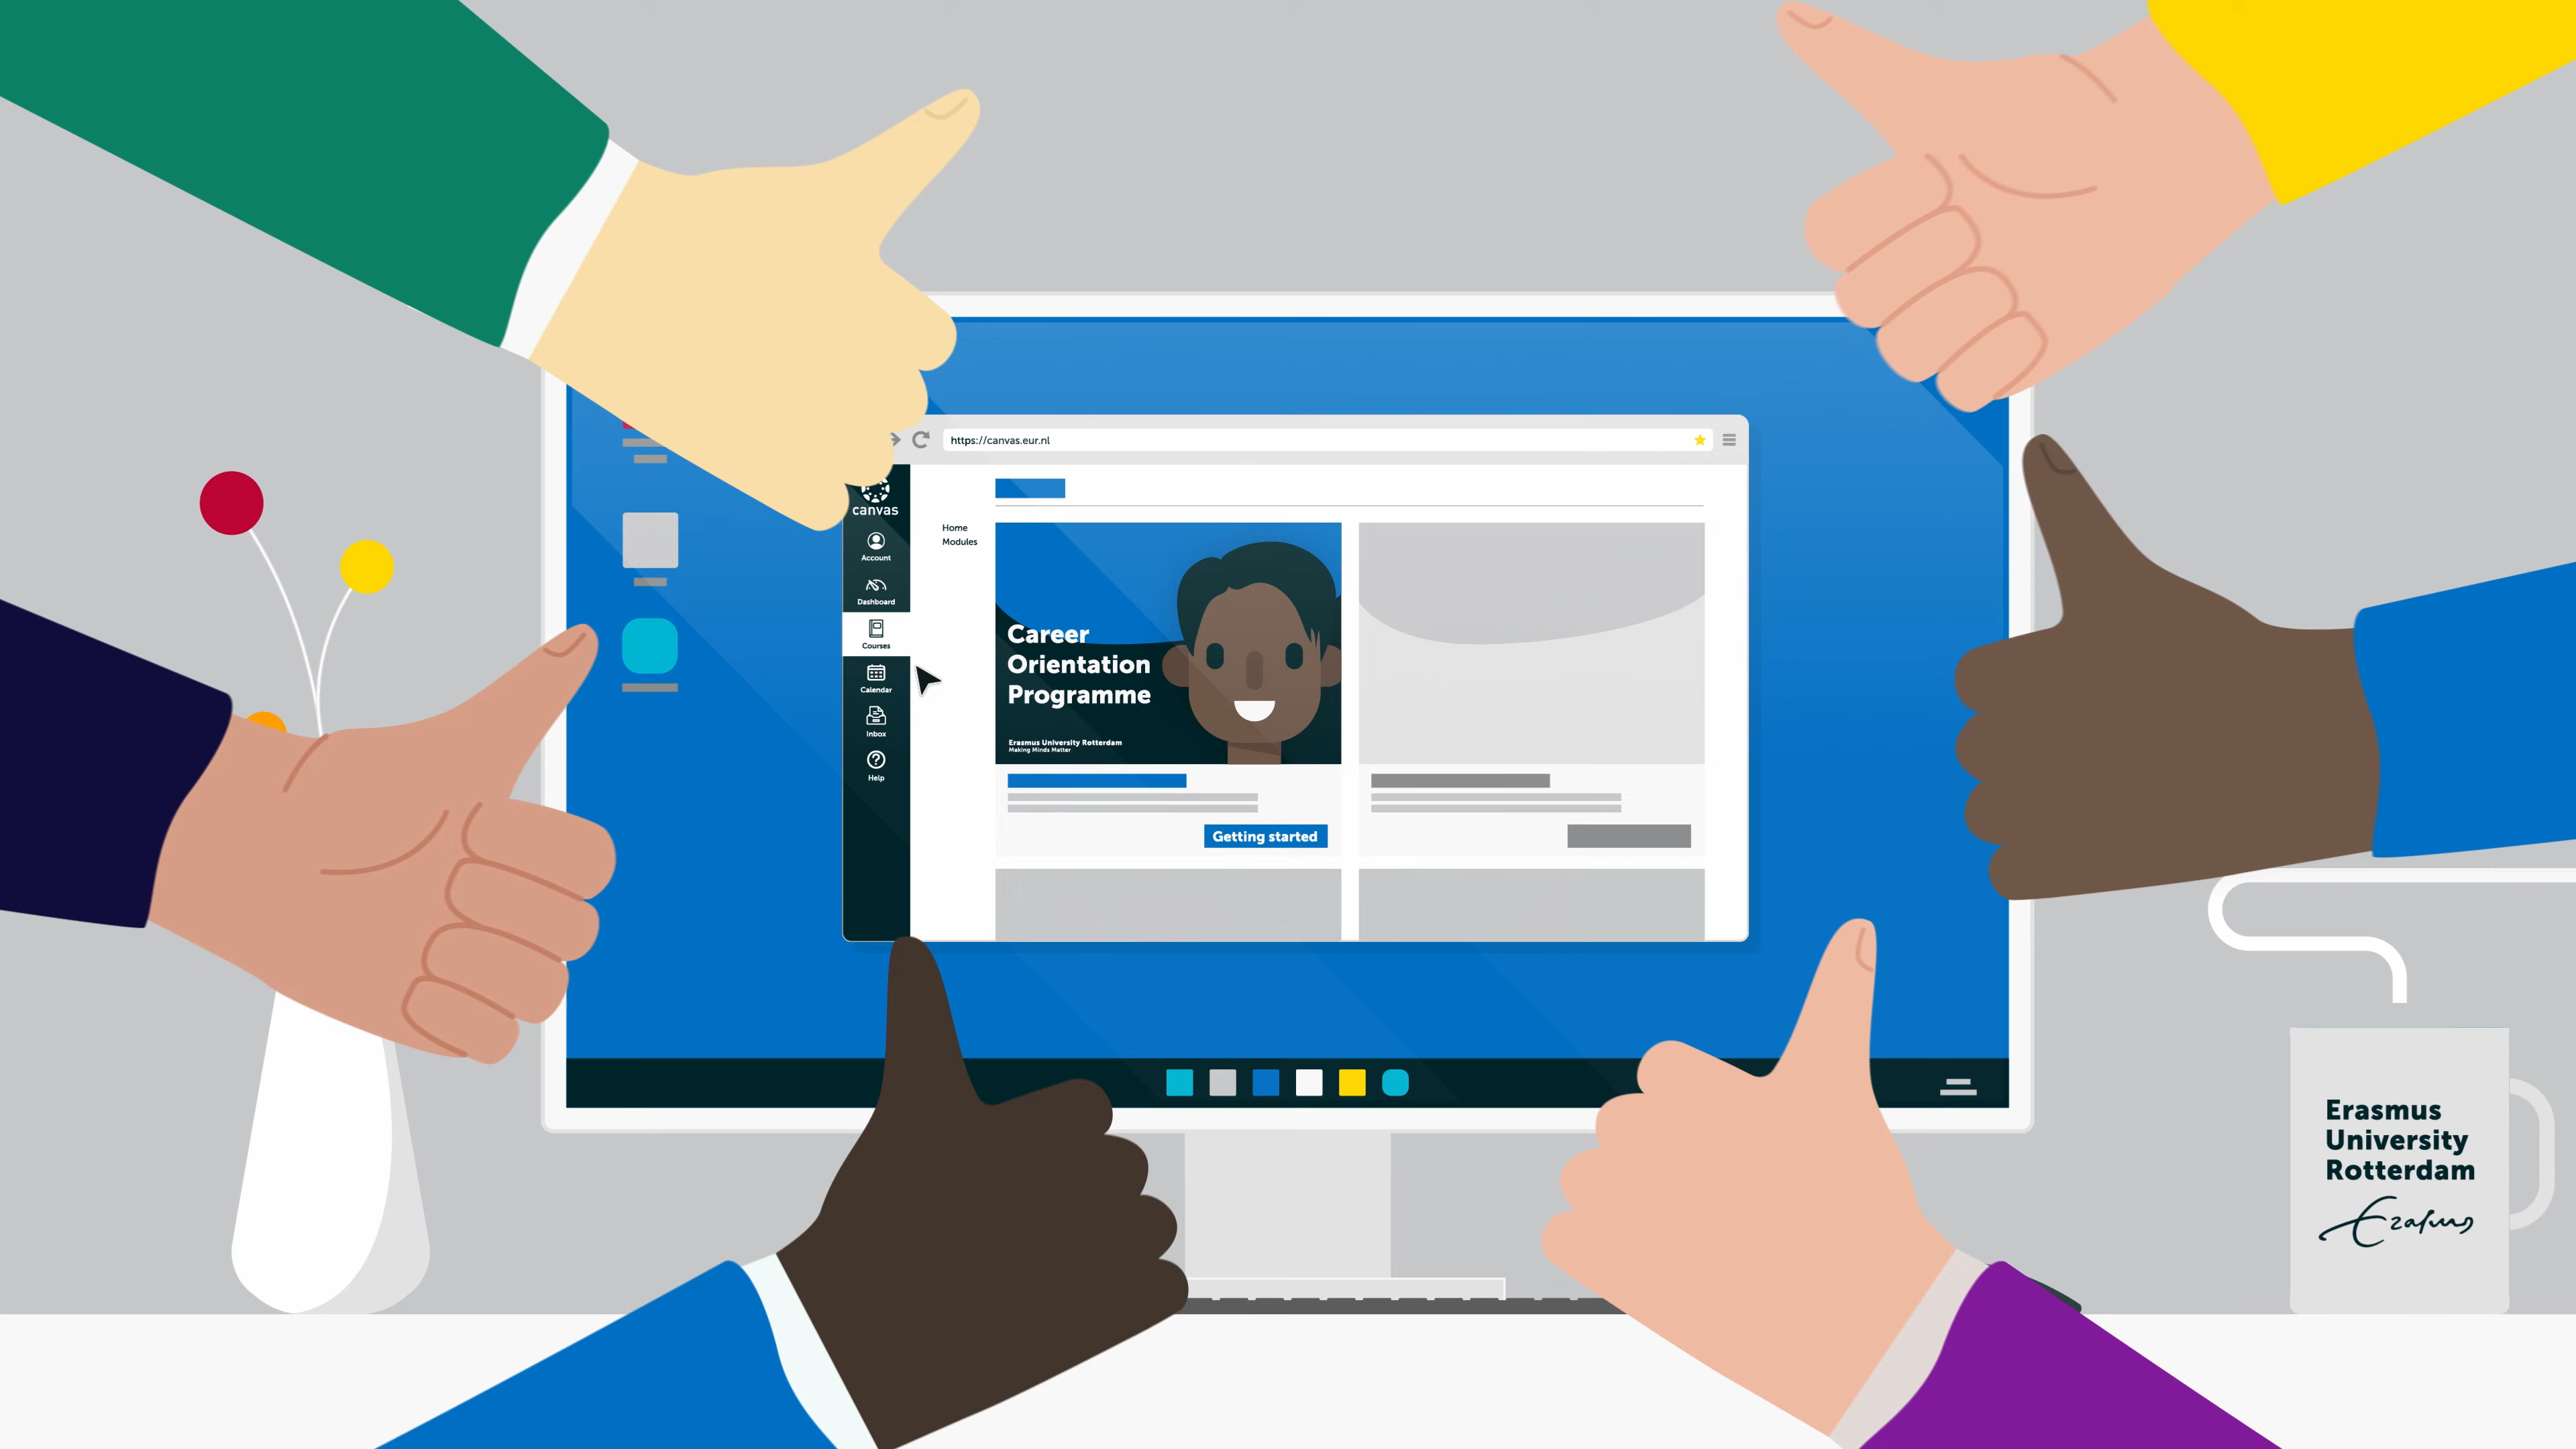 https://canvas.eur.nl
canvas
Account
Dashboard
Courses
Calendar
Inbox
Help
Home
Modules
Career
Orientation
Programme
Erasmus University Rotterdam
Making Minds Matter
Getting started
Erasmus
University
Rotterdam
Erasmus